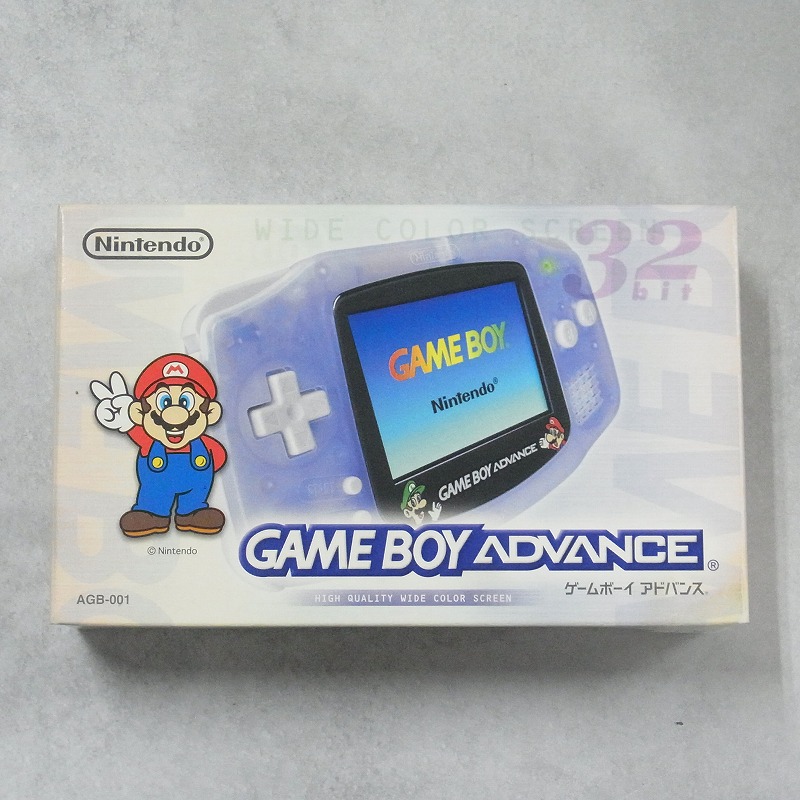 Nintendo®
WIDE COLOR SCREEN
32
bit
GAME BOY®
Nintendo®
GAME BOY ADVANCE
M
© Nintendo
GAME BOY ADVANCE®
AGB-001
HIGH QUALITY WIDE COLOR SCREEN
ゲームボーイ アドバンス